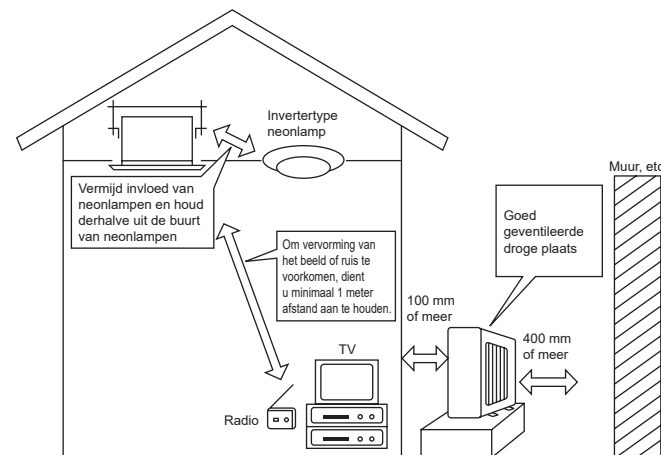 Invertertype
neonlamp
Muur, etc
Vermijd invloed van
neonlampen en houd
derhalve uit de buurt
van neonlampen
Goed
geventileerde
droge plaats
Om vervorming van
het beeld of ruis te
voorkomen, dient
u minimaal 1 meter
afstand aan te houden.
100 mm
of meer
400 mm
of meer
TV
Radio